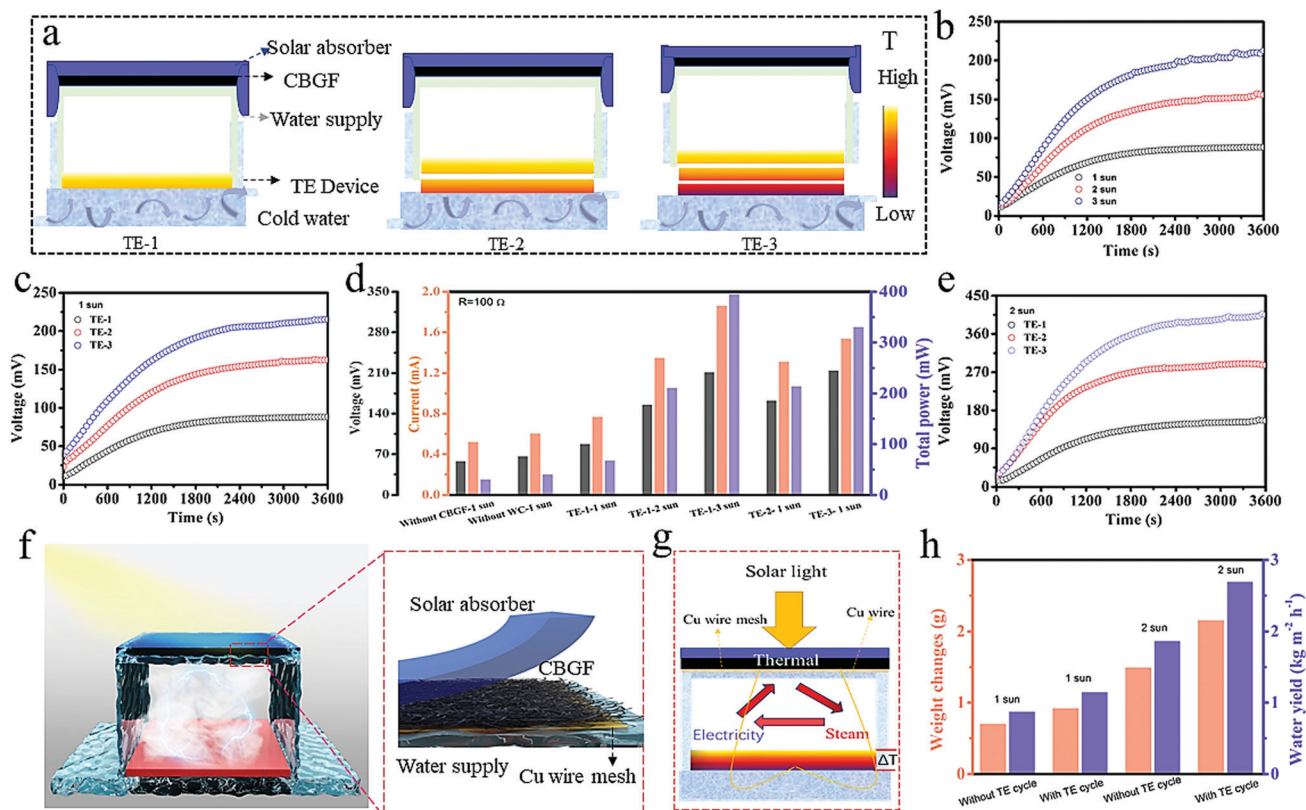 a
Solar absorber
CBGF
Water supply
TE Device
Cold water
TE-1
TE-2
TE-3
T
High
Low
b
Voltage (mV)
250
200
150
100
50
0
1 sun
2 sun
3 sun
0 600 1200 1800 2400 3000 3600
Time (s)
c
Voltage (mV)
250
200
150
100
50
0
1 sun
TE-1
TE-2
TE-3
0 600 1200 1800 2400 3000 3600
Time (s)
d
Voltage (mV)
350
280
210
140
70
0
Current (mA)
2.0
1.6
1.2
0.8
0.4
0.0
R=100 Ω
400
300
200
100
0
Total power (mW)
Without CBGF-1 sun
Without WC-1 sun
TE-1-1 sun
TE-1-2 sun
TE-1-3 sun
TE-2- 1 sun
TE-3- 1 sun
e
Voltage (mV)
450
360
270
180
90
0
2 sun
TE-1
TE-2
TE-3
0 600 1200 1800 2400 3000 3600
Time (s)
f
Solar absorber
CBGF
Water supply
Cu wire mesh
g
Solar light
Cu wire mesh
Cu wire
Thermal
Electricity
Steam
ΔT
h
Weight changes (g)
3
2
1
0
1 sun
1 sun
2 sun
2 sun
3
2
1
0
Water yield (kg m⁻² h⁻¹)
Without TE cycle
With TE cycle
Without TE cycle
With TE cycle